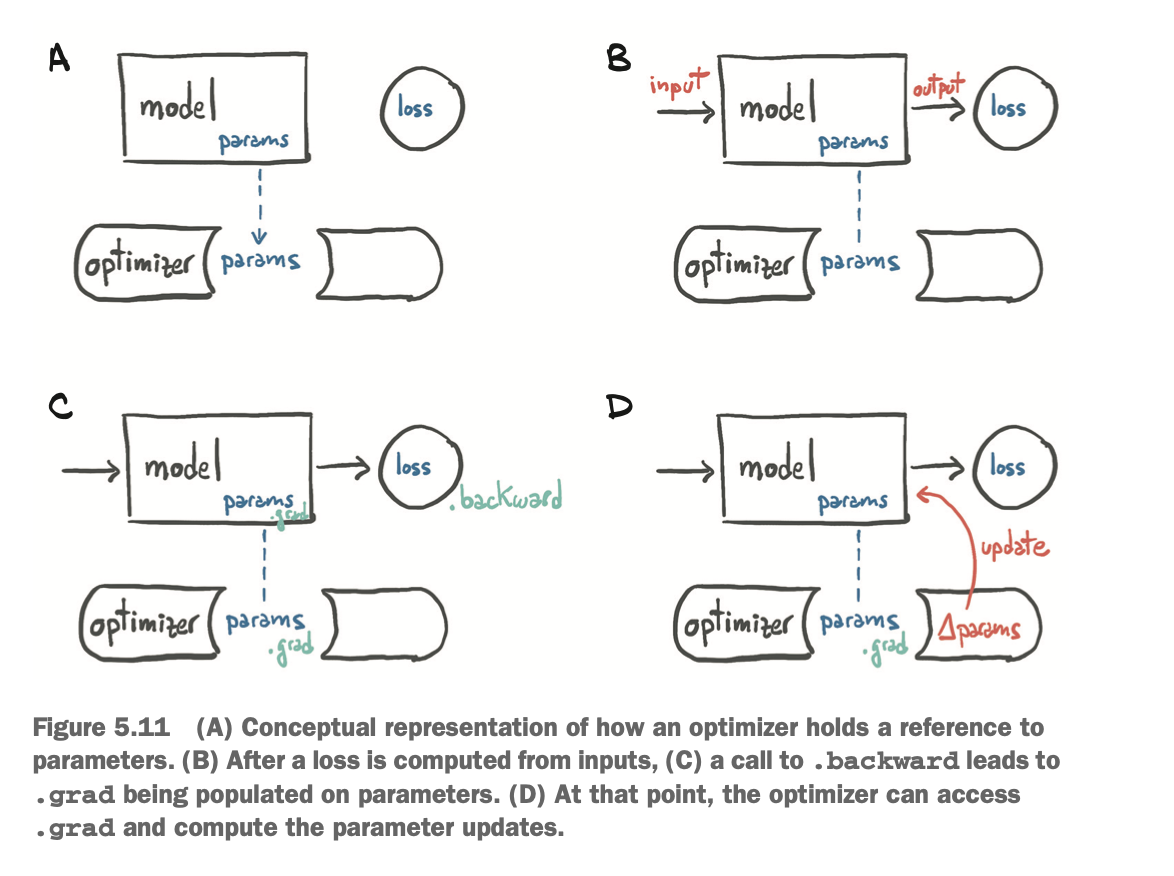 A
model
params
loss
optimizer
params
B
input
model
params
output
loss
optimizer
params
C
model
params
.grad
loss
.backward
optimizer
params
.grad
D
model
params
loss
update
optimizer
params
.grad
Δparams
Figure 5.11 (A) Conceptual representation of how an optimizer holds a reference to
parameters. (B) After a loss is computed from inputs, (C) a call to .backward leads to
.grad being populated on parameters. (D) At that point, the optimizer can access
.grad and compute the parameter updates.